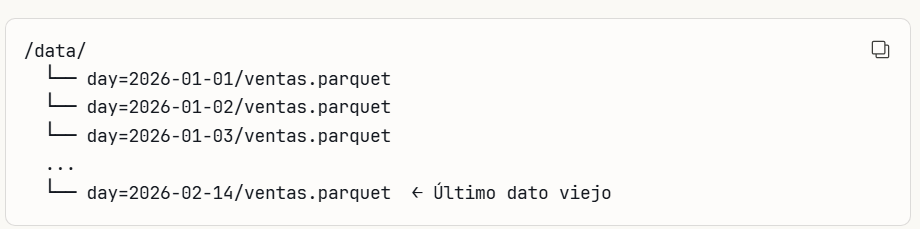 /data/
  └── day=2026-01-01/ventas.parquet
  └── day=2026-01-02/ventas.parquet
  └── day=2026-01-03/ventas.parquet
  ...
  └── day=2026-02-14/ventas.parquet  ← Último dato viejo